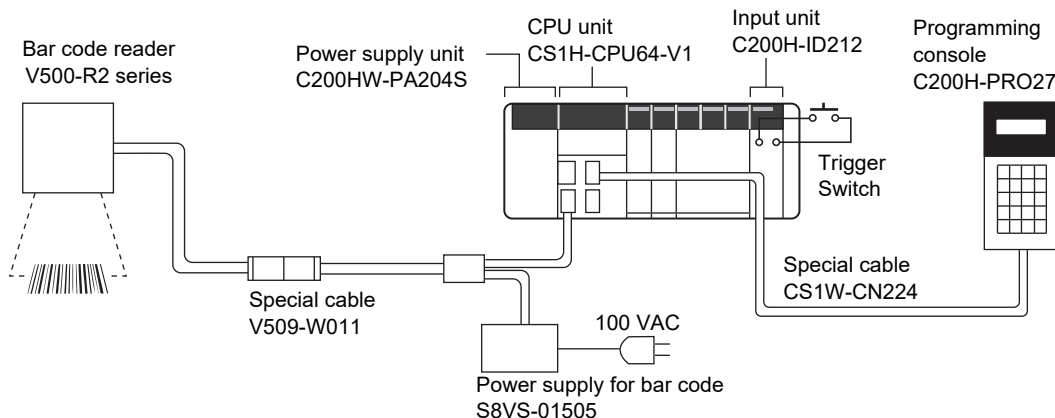 Bar code reader
V500-R2 series
Power supply unit
C200HW-PA204S
CPU unit
CS1H-CPU64-V1
Input unit
C200H-ID212
Programming
console
C200H-PRO27
Trigger
Switch
Special cable
V509-W011
Special cable
CS1W-CN224
100 VAC
Power supply for bar code
S8VS-01505